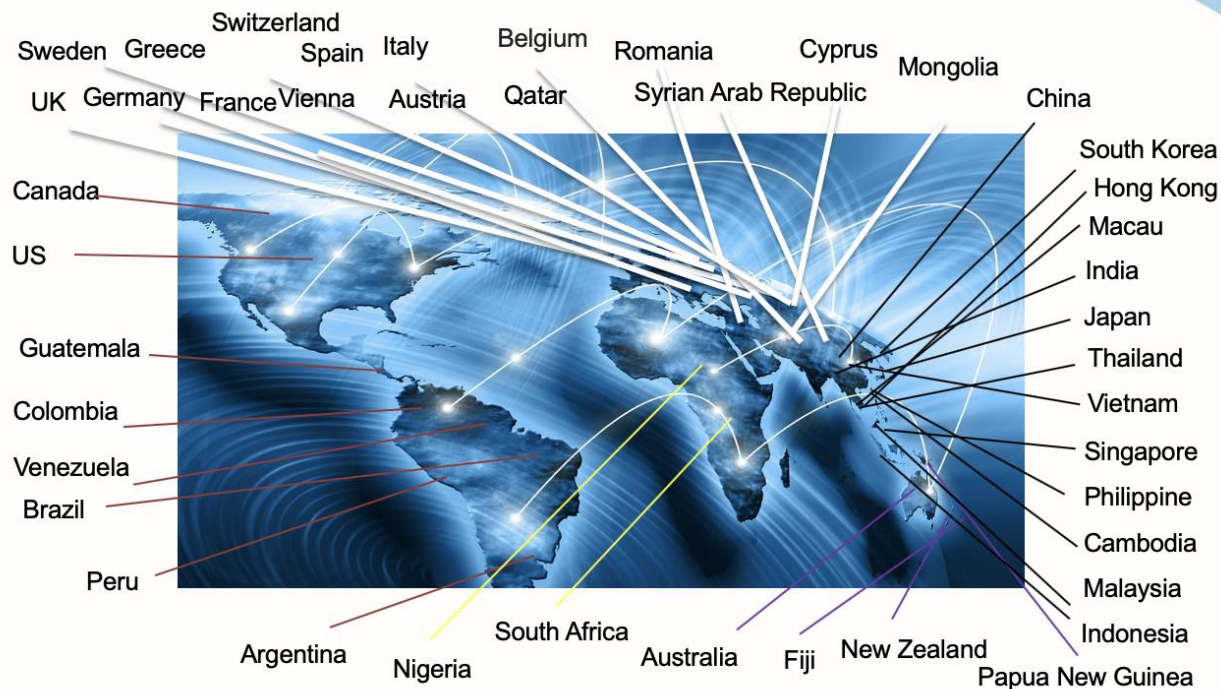 Switzerland
Sweden
Greece
Spain
Italy
Belgium
Romania
Cyprus
Mongolia
UK
Germany
France
Vienna
Austria
Qatar
Syrian Arab Republic
China
South Korea
Hong Kong
Macau
India
Japan
Thailand
Vietnam
Singapore
Philippine
Cambodia
Malaysia
Indonesia
Papua New Guinea
Canada
US
Guatemala
Colombia
Venezuela
Brazil
Peru
Argentina
Nigeria
South Africa
Australia
Fiji
New Zealand